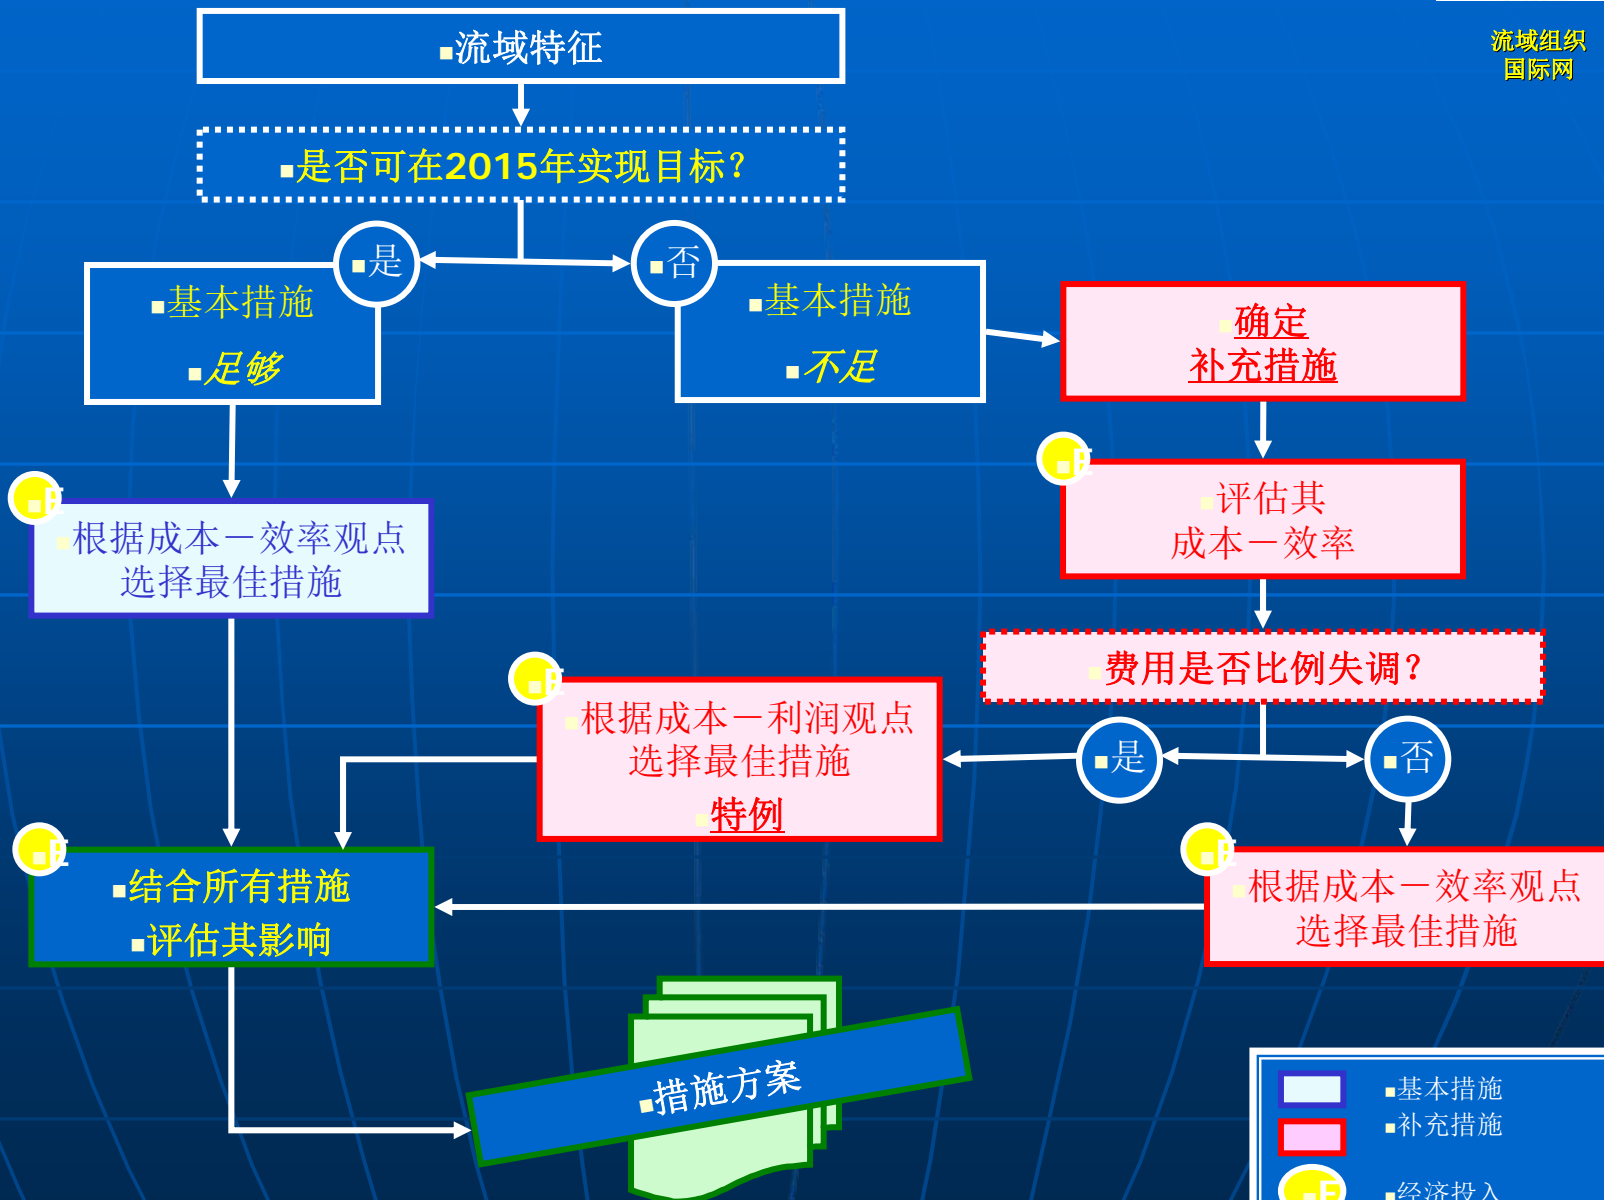 流域特征
流域组织
国际网
是否可在2015年实现目标？
是
否
基本措施
足够
基本措施
不足
确定
补充措施
E
根据成本－效率观点
选择最佳措施
E
评估其
成本－效率
费用是否比例失调？
E
根据成本－利润观点
选择最佳措施
特例
是
否
E
结合所有措施
评估其影响
E
根据成本－效率观点
选择最佳措施
措施方案
基本措施
补充措施
E
经济投入